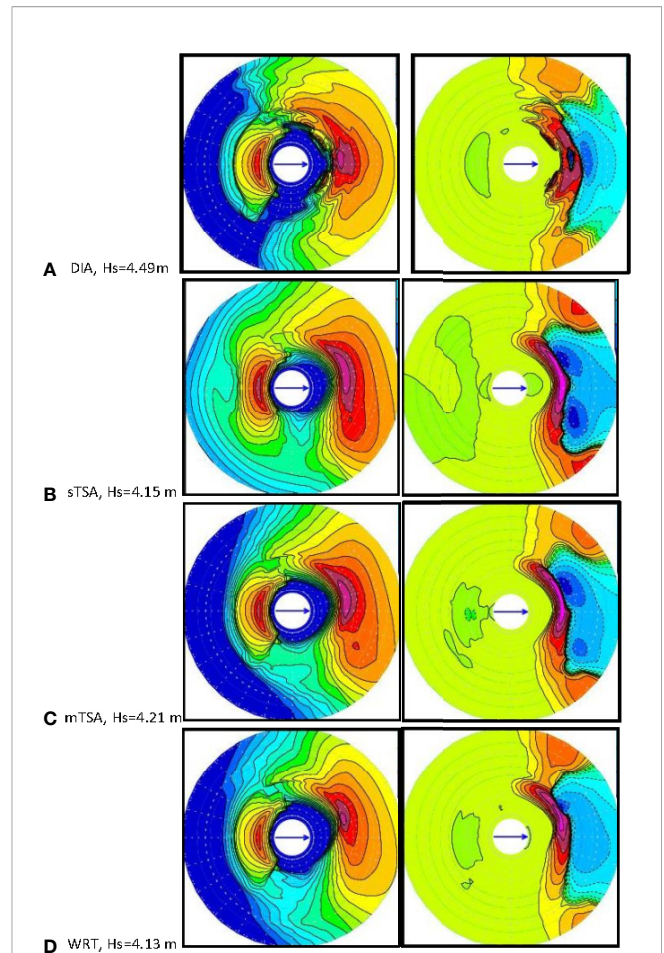 A DIA, Hs=4.49m
B sTSA, Hs=4.15 m
C mTSA, Hs=4.21 m
D WRT, Hs=4.13 m